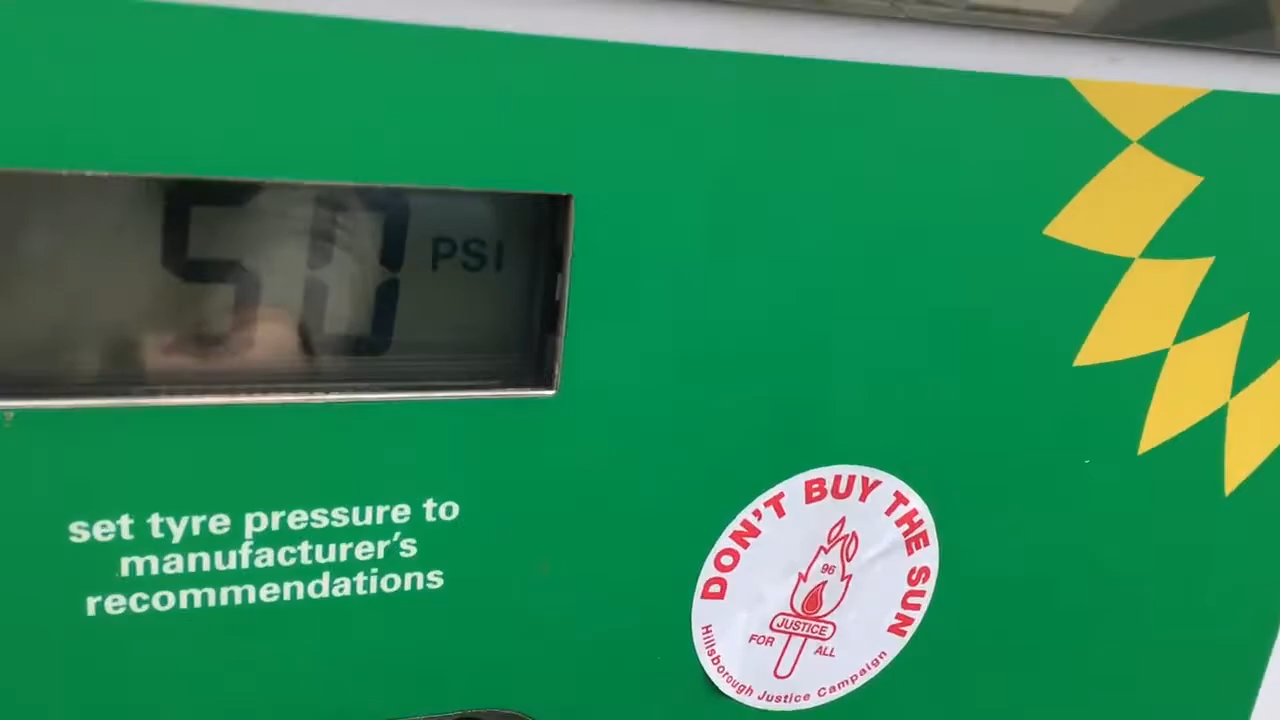 50 PSI
set tyre pressure to
manufacturer's
recommendations
DON'T BUY THE SUN
96
JUSTICE
FOR ALL
Hillsborough Justice Campaign